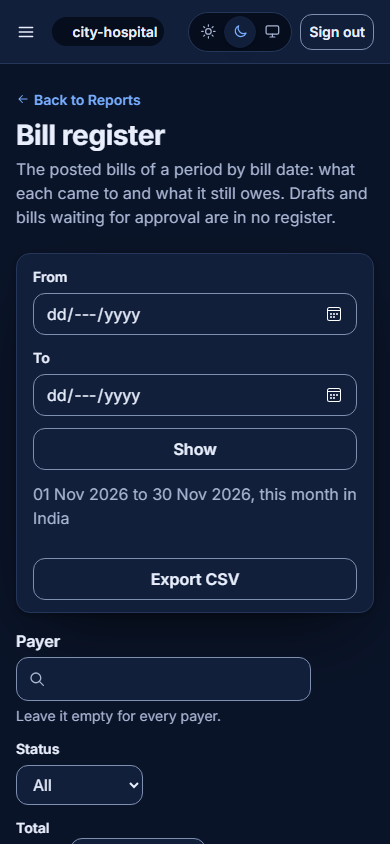 city-hospital
Sign out
← Back to Reports
Bill register
The posted bills of a period by bill date: what
each came to and what it still owes. Drafts and
bills waiting for approval are in no register.
From
dd/---/yyyy
To
dd/---/yyyy
Show
01 Nov 2026 to 30 Nov 2026, this month in
India
Export CSV
Payer
Leave it empty for every payer.
Status
All
Total